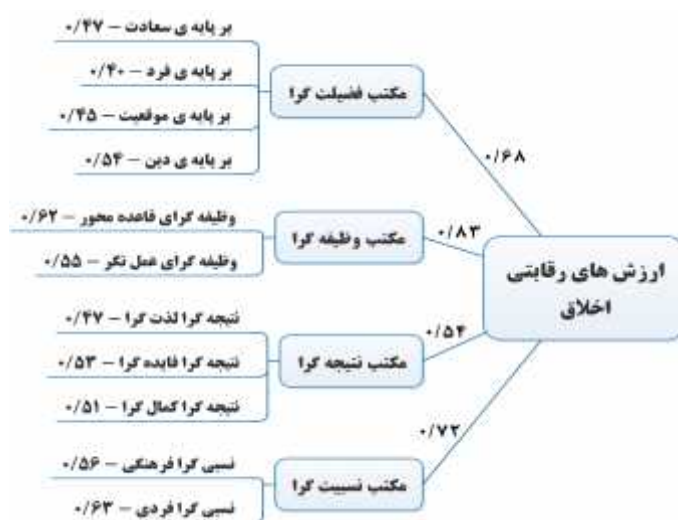 ارزش های رقابتی
اخلاق
۰/۶۸
مکتب فضیلت گرا
بر پایه ی سعادت – ۰/۴۷
بر پایه ی فرد – ۰/۴۰
بر پایه ی موقعیت – ۰/۴۵
بر پایه ی دین – ۰/۵۴
۰/۸۳
مکتب وظیفه گرا
وظیفه گرای قاعده محور – ۰/۶۲
وظیفه گرای عمل نگر – ۰/۵۵
۰/۵۴
مکتب نتیجه گرا
نتیجه گرا لذت گرا – ۰/۴۷
نتیجه گرا فایده گرا – ۰/۵۳
نتیجه گرا کمال گرا – ۰/۵۱
۰/۷۲
مکتب نسبیت گرا
نسبی گرا فرهنگی – ۰/۵۶
نسبی گرا فردی – ۰/۶۳